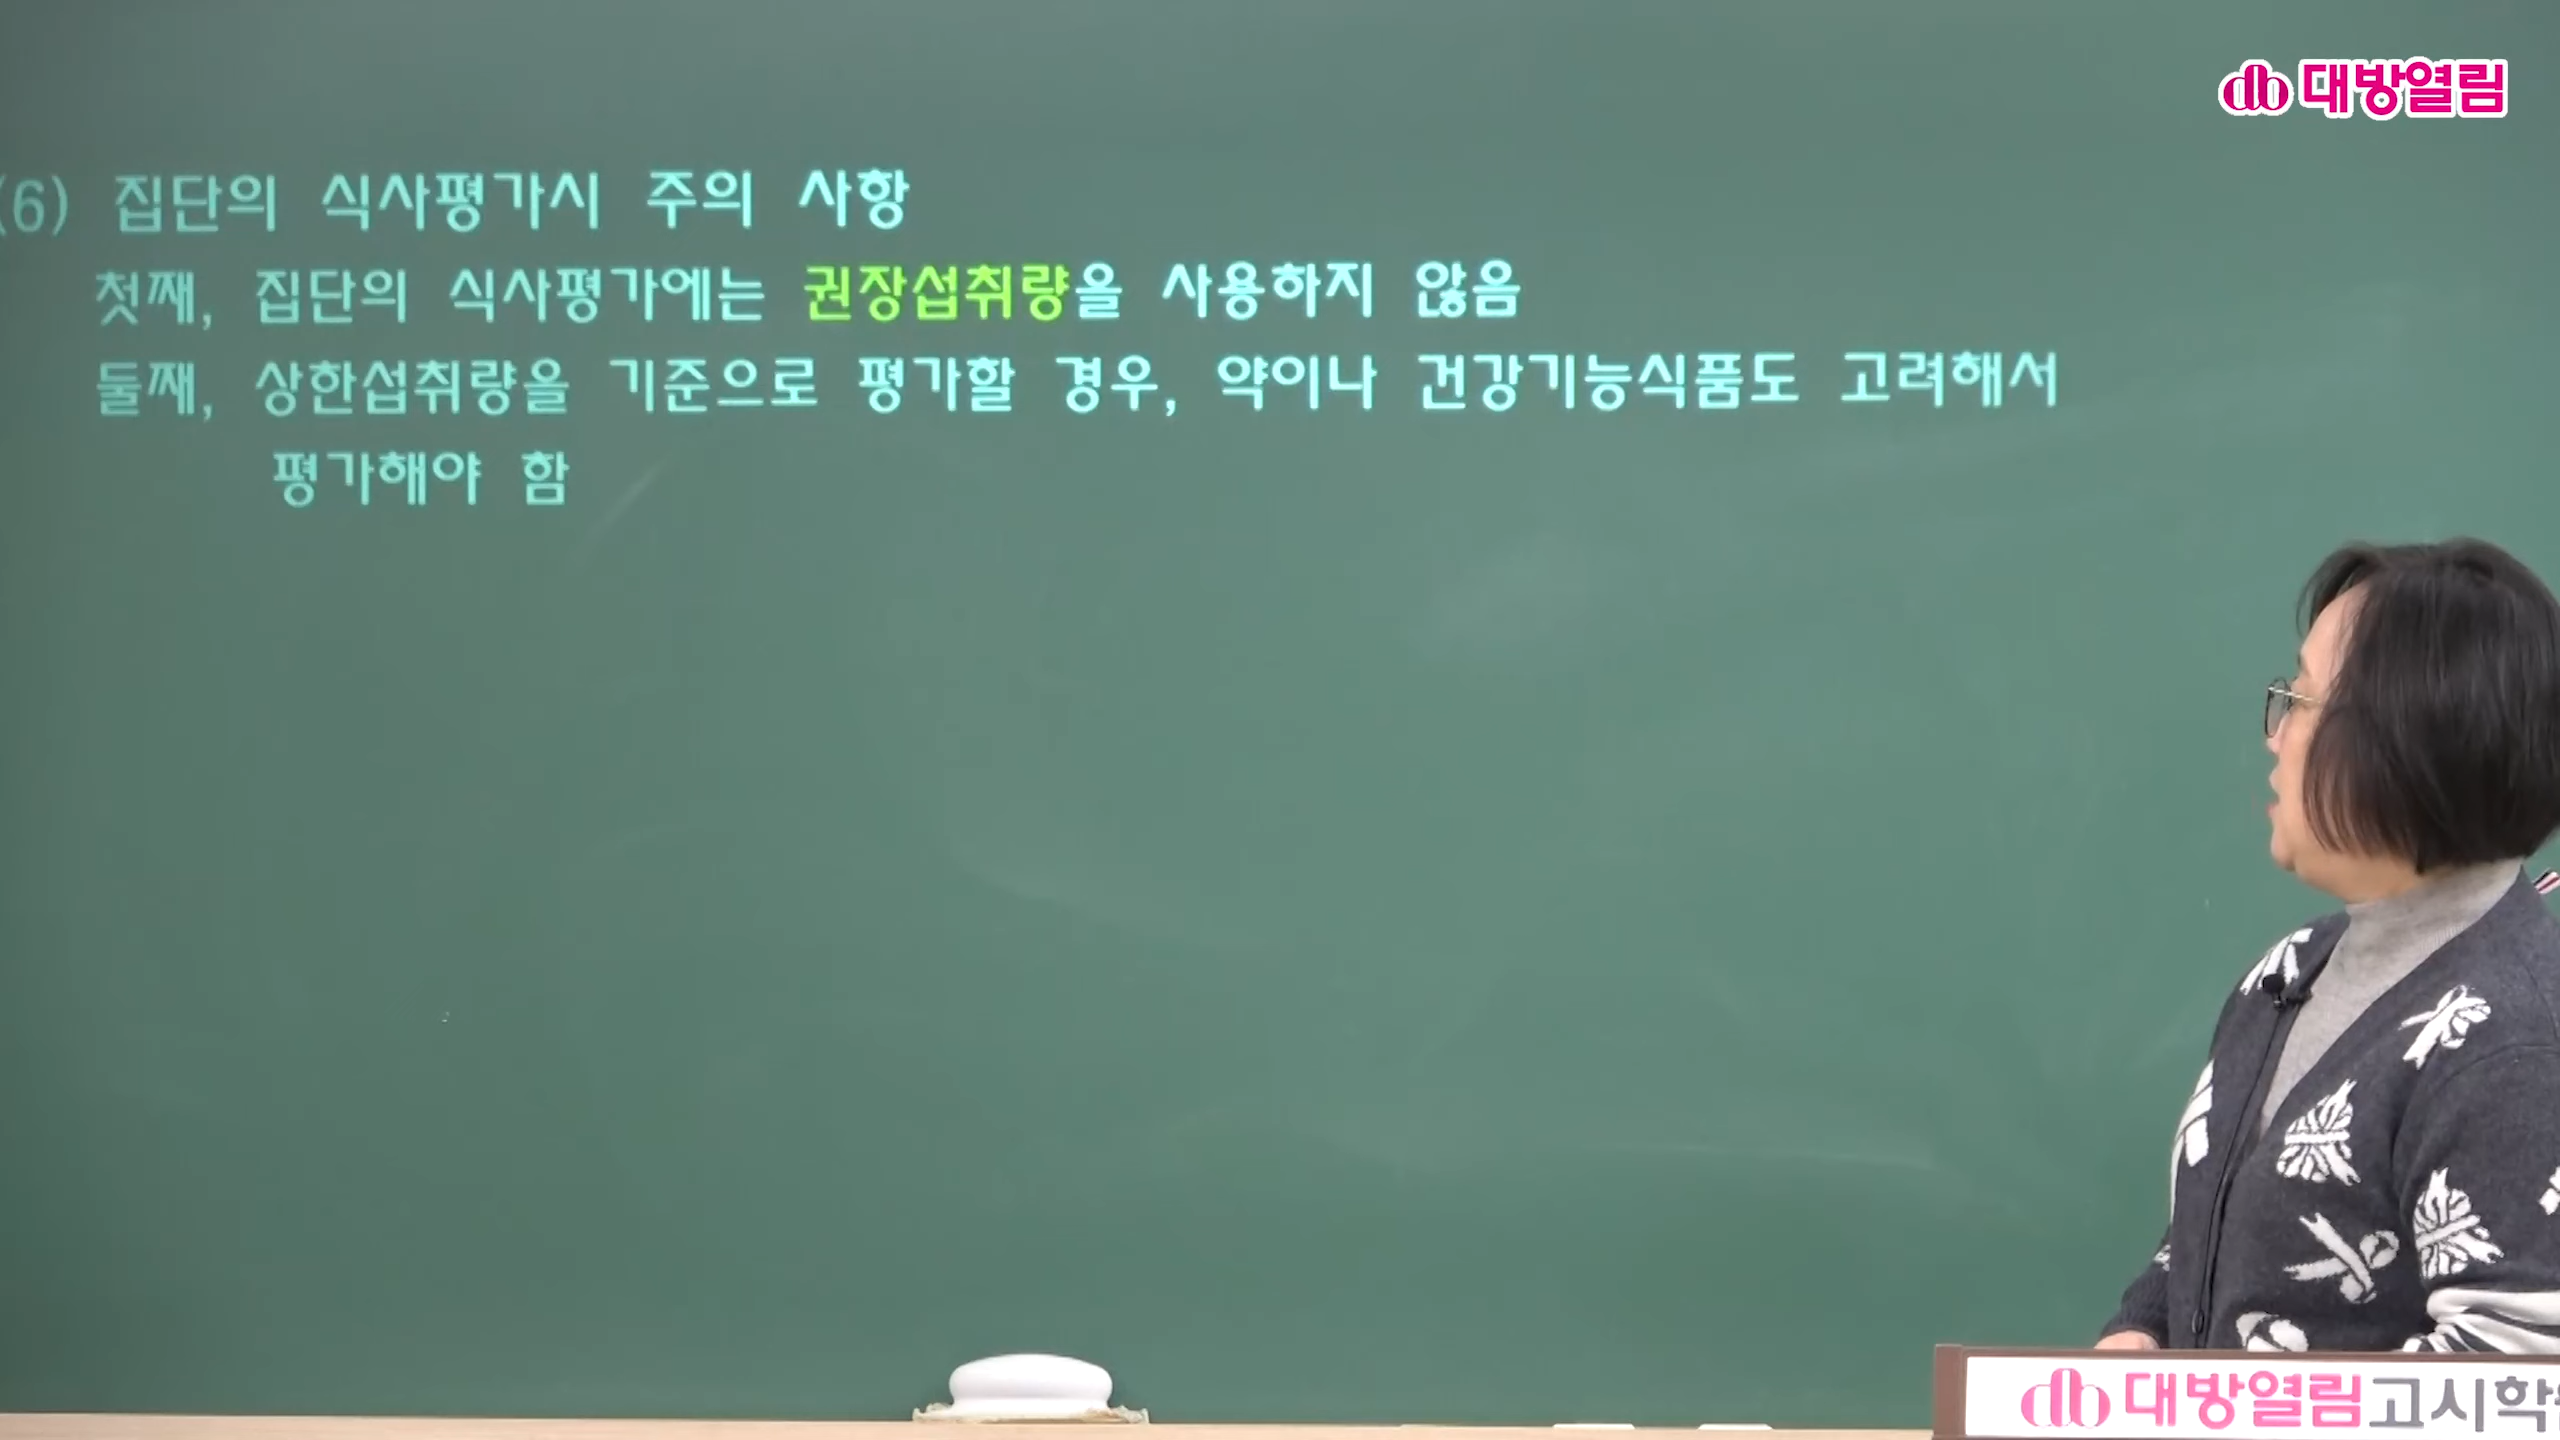 대방열림
(6) 집단의 식사평가시 주의 사항
첫째, 집단의 식사평가에는 권장섭취량을 사용하지 않음
둘째, 상한섭취량을 기준으로 평가할 경우, 약이나 건강기능식품도 고려해서
평가해야 함
대방열림고시학